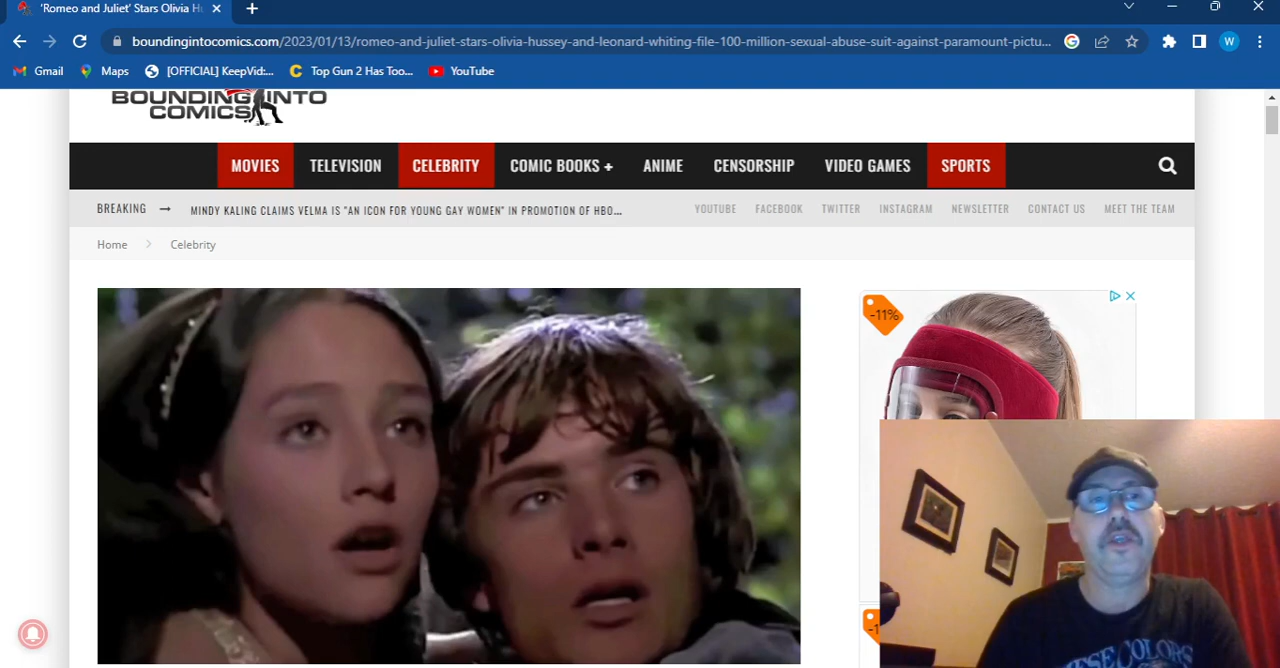 'Romeo and Juliet' Stars Olivia Hu
boundingintocomics.com/2023/01/13/romeo-and-juliet-stars-olivia-hussey-and-leonard-whiting-file-100-million-sexual-abuse-suit-against-paramount-pictu...
W
Gmail
Maps
[OFFICIAL] KeepVid:...
Top Gun 2 Has Too...
YouTube
BOUNDING INTO
COMICS
MOVIES
TELEVISION
CELEBRITY
COMIC BOOKS +
ANIME
CENSORSHIP
VIDEO GAMES
SPORTS
BREAKING → MINDY KALING CLAIMS VELMA IS "AN ICON FOR YOUNG GAY WOMEN" IN PROMOTION OF HBO...
YOUTUBE
FACEBOOK
TWITTER
INSTAGRAM
NEWSLETTER
CONTACT US
MEET THE TEAM
Home > Celebrity
-11%
COLORS